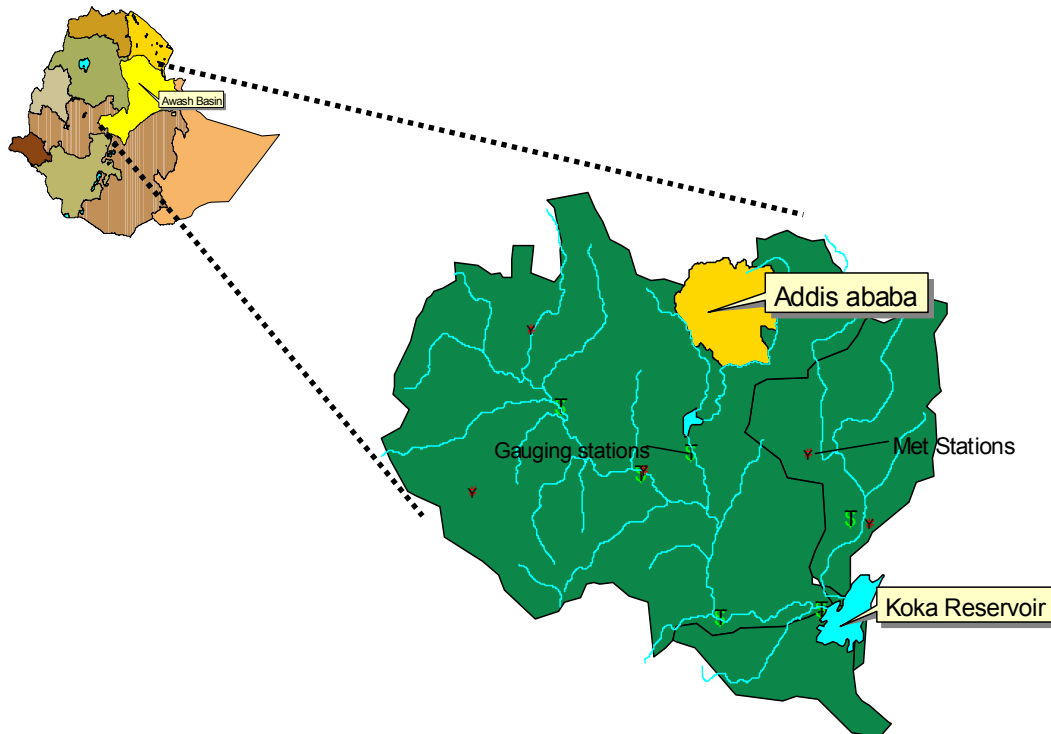 Awash Basin
Addis ababa
Gauging stations
Met Stations
Koka Reservoir